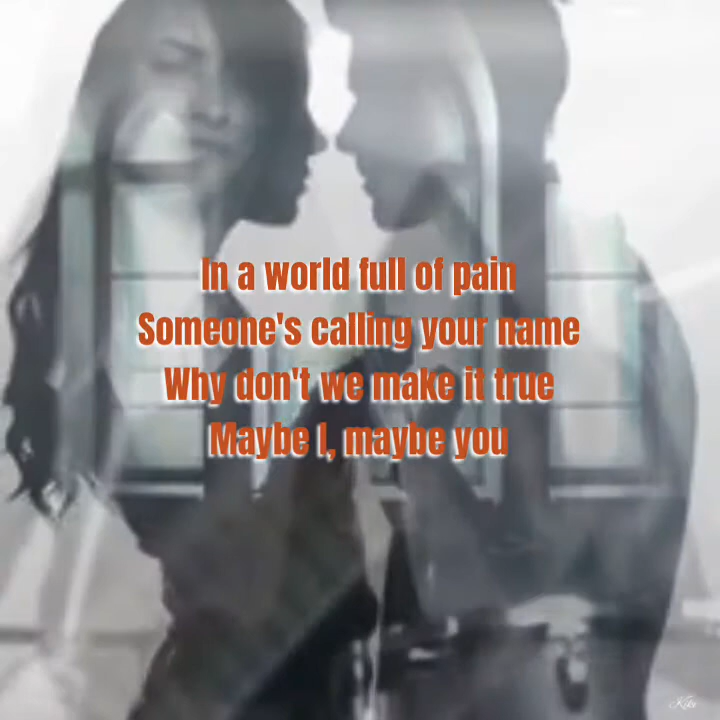 In a world full of pain
Someone's calling your name
Why don't we make it true
Maybe I, maybe you